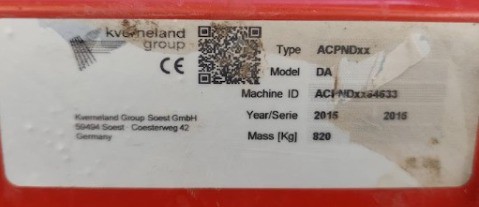 kverneland
group
CE
Type ACPNDxx
Model DA
Machine ID ACPNDxx64633
Year/Serie 2015 2015
Mass [Kg] 820
Kverneland Group Soest GmbH
59494 Soest - Coesterweg 42
Germany